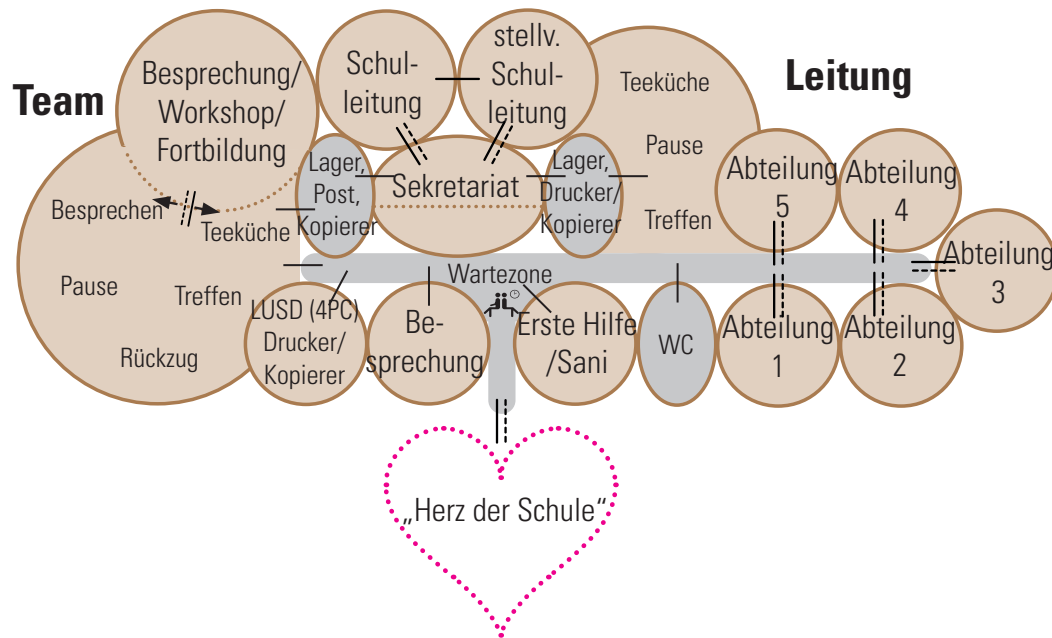 Team
Leitung
Besprechung/
Workshop/
Fortbildung
Schul-
leitung
stellv.
Schul-
leitung
Teeküche
Pause
Treffen
Besprechen
Teeküche
Pause
Treffen
Rückzug
Lager,
Post,
Kopierer
Sekretariat
Lager,
Drucker/
Kopierer
Abteilung
5
Abteilung
4
Abteilung
3
Wartezone
LUSD (4PC)
Drucker/
Kopierer
Be-
sprechung
Erste Hilfe
/Sani
WC
Abteilung
1
Abteilung
2
„Herz der Schule“